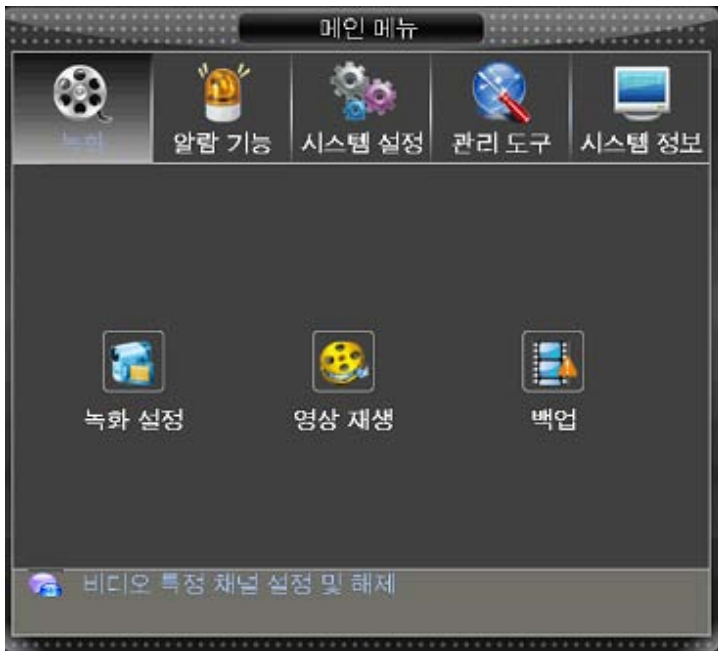 메인 메뉴
녹화 알람 기능 시스템 설정 관리 도구 시스템 정보
녹화 설정 영상 재생 백업
비디오 특정 채널 설정 및 해제